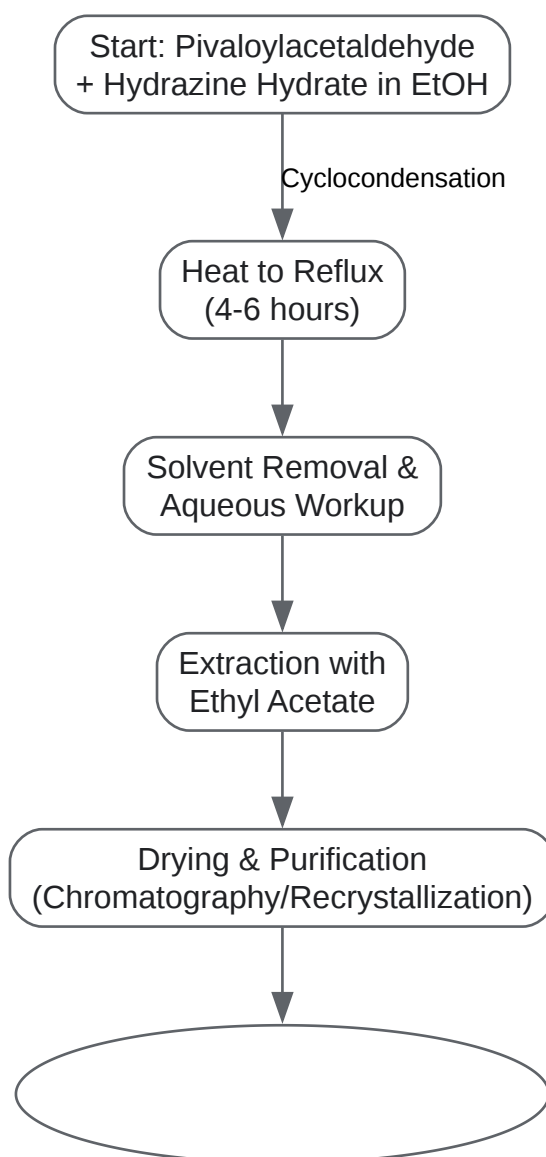 Start: Pivaloylacetaldehyde
+ Hydrazine Hydrate in EtOH
Cyclocondensation
Heat to Reflux
(4-6 hours)
Solvent Removal &
Aqueous Workup
Extraction with
Ethyl Acetate
Drying & Purification
(Chromatography/Recrystallization)